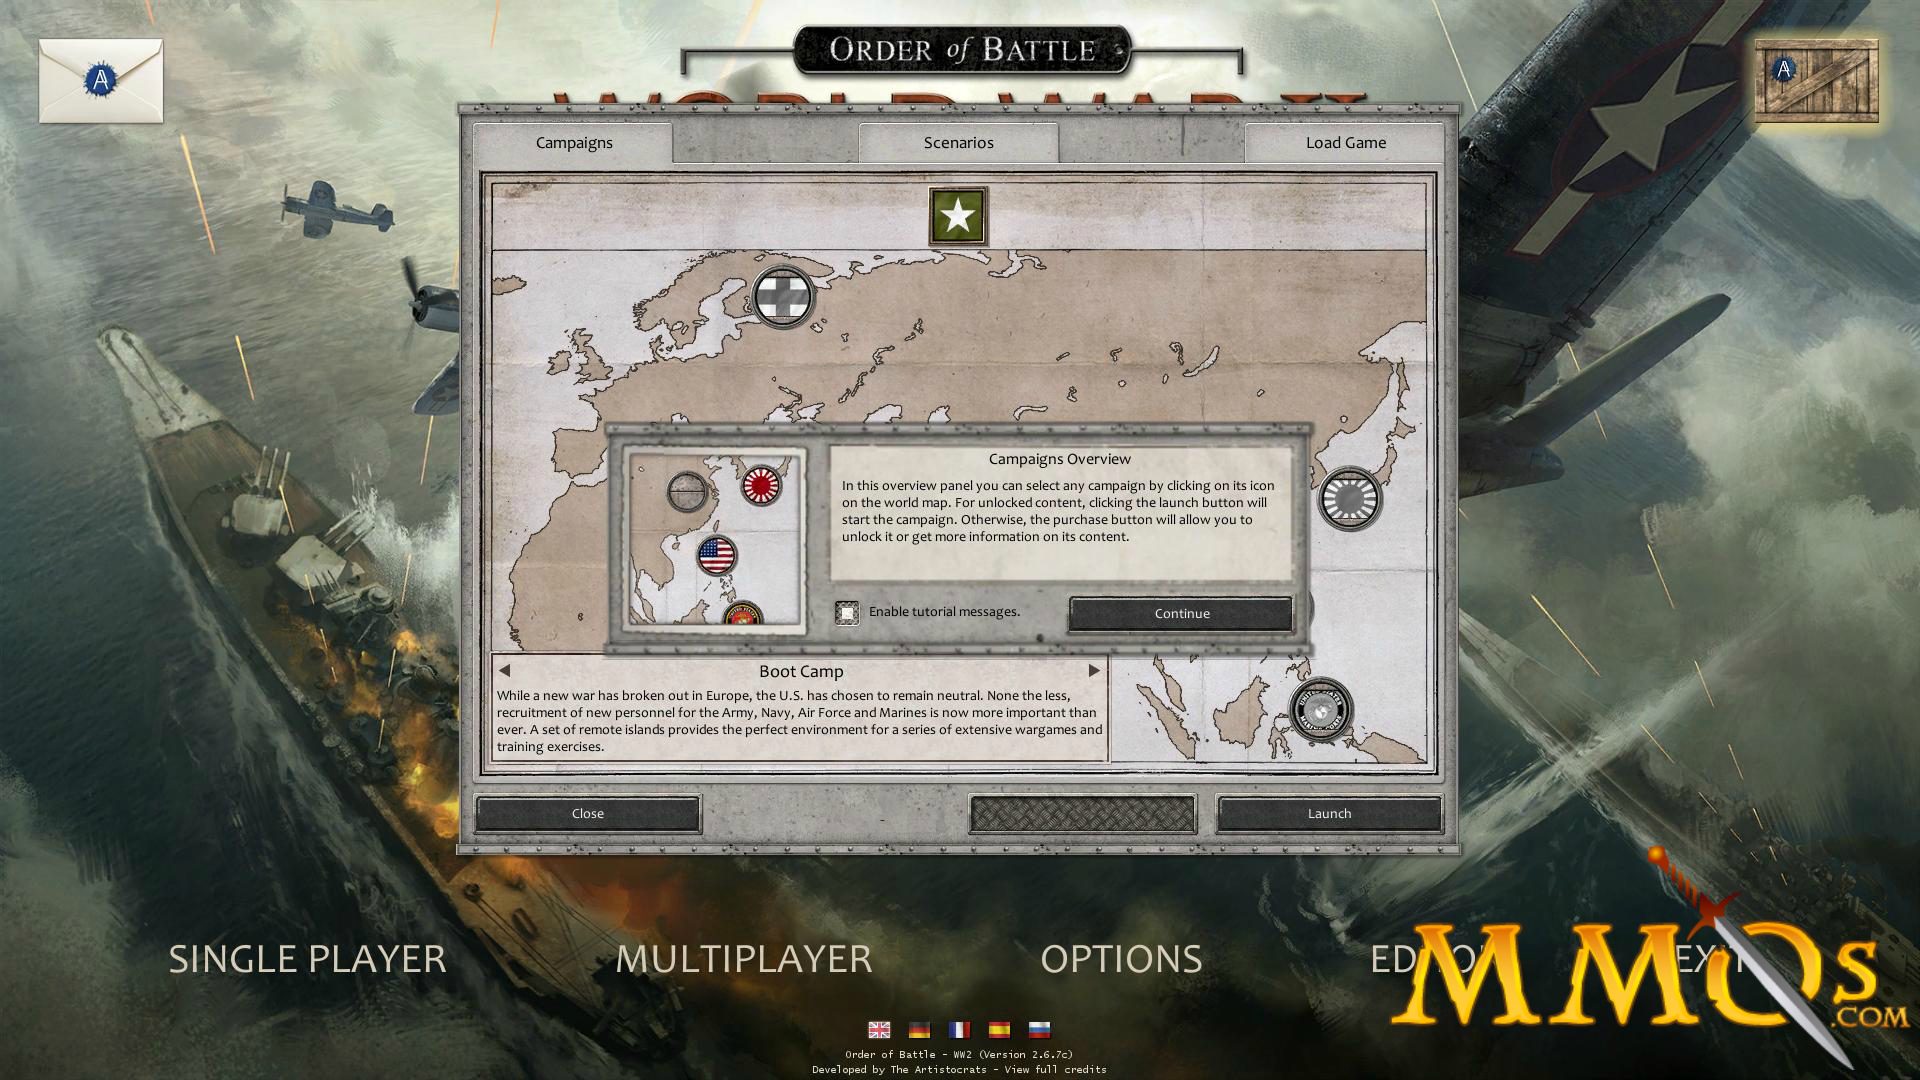 ORDER of BATTLE
WORLD WAR II
Campaigns
Scenarios
Load Game
Campaigns Overview
In this overview panel you can select any campaign by clicking on its icon
on the world map. For unlocked content, clicking the launch button will
start the campaign. Otherwise, the purchase button will allow you to
unlock it or get more information on its content.
Enable tutorial messages.
Continue
Boot Camp
While a new war has broken out in Europe, the U.S. has chosen to remain neutral. None the less,
recruitment of new personnel for the Army, Navy, Air Force and Marines is now more important than
ever. A set of remote islands provides the perfect environment for a series of extensive wargames and
training exercises.
Close
Launch
SINGLE PLAYER
MULTIPLAYER
OPTIONS
EDITOR
EXIT
MMOs
.COM
Order of Battle - WW2 (Version 2.6.7c)
Developed by The Artistocrats - View full credits